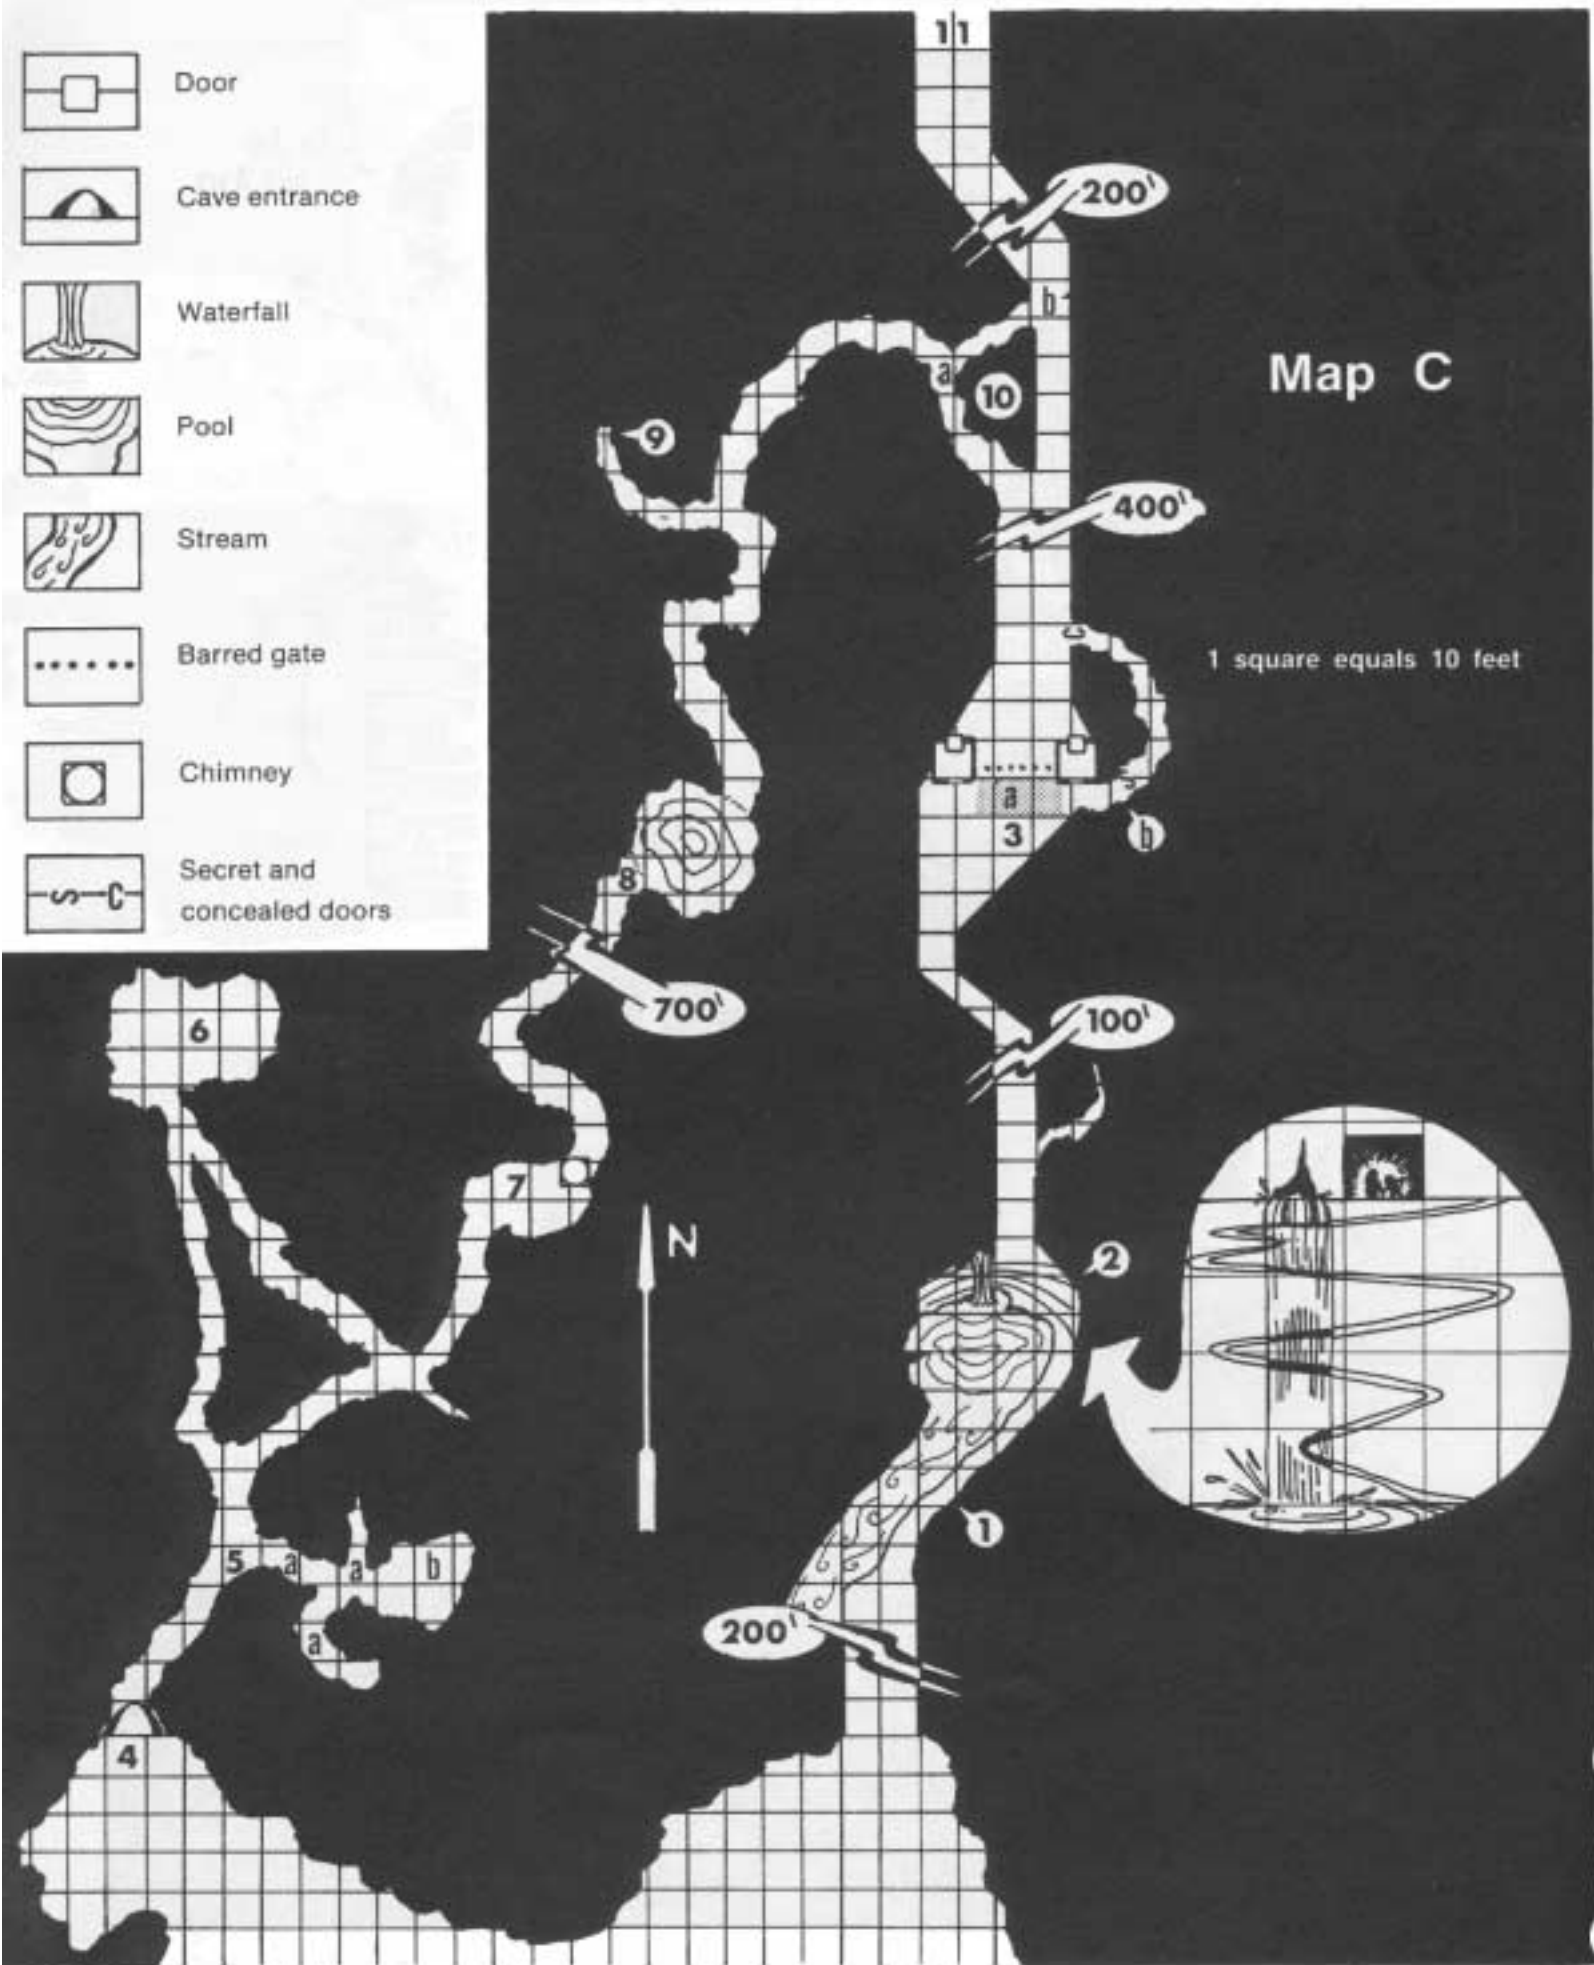 Door
Cave entrance
Waterfall
Pool
Stream
Barred gate
Chimney
S C
Secret and
concealed doors
11
200'
b
Map C
a
10
9
400'
C
1 square equals 10 feet
a
3
S
b
8
700'
100'
6
7
N
2
1
5
a
a
b
a
200'
4